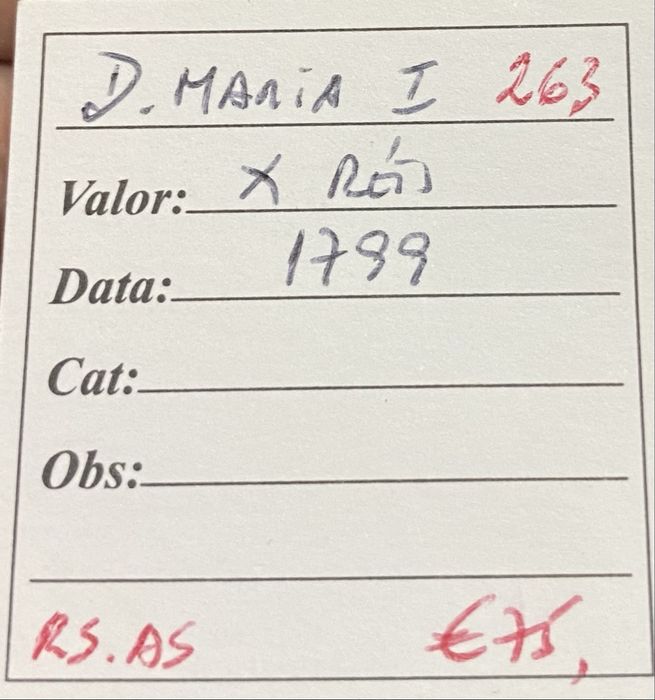 D. MARIA I 263
Valor: X Réis
Data: 1799
Cat:
Obs:
RS.AS €75,